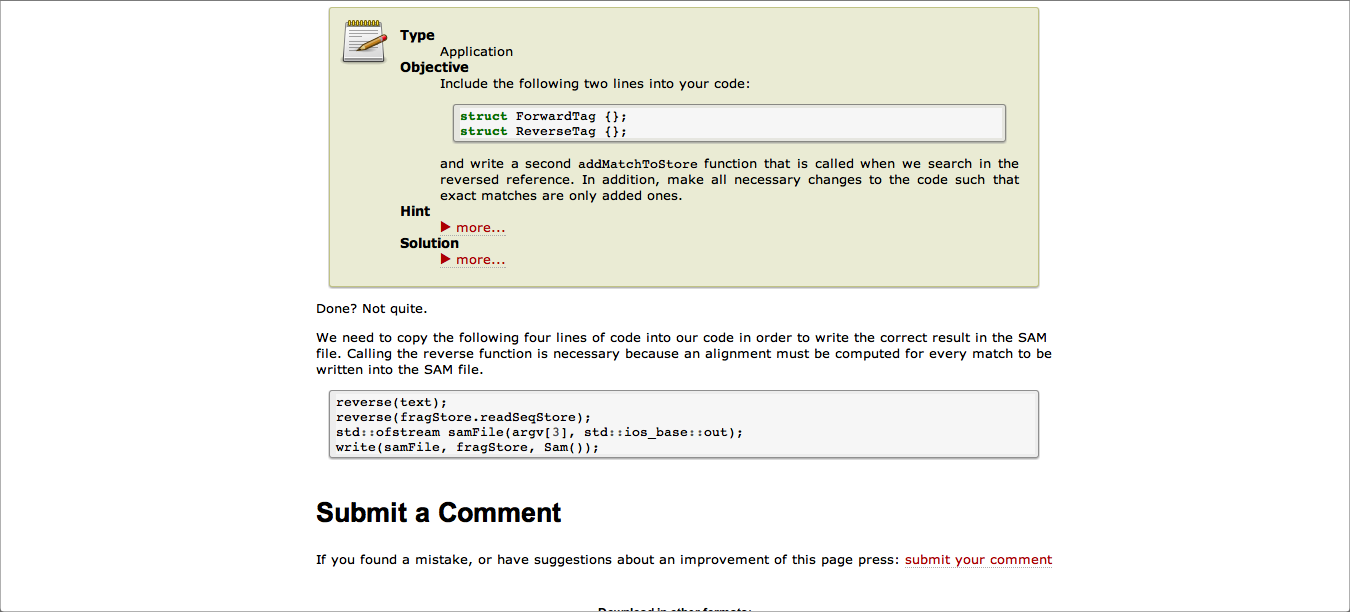 Type
Application
Objective
Include the following two lines into your code:
struct ForwardTag {};
struct ReverseTag {};
and write a second addMatchToStore function that is called when we search in the
reversed reference. In addition, make all necessary changes to the code such that
exact matches are only added ones.
Hint
▶ more...
Solution
▶ more...
Done? Not quite.
We need to copy the following four lines of code into our code in order to write the correct result in the SAM
file. Calling the reverse function is necessary because an alignment must be computed for every match to be
written into the SAM file.
reverse(text);
reverse(fragStore.readSeqStore);
std::ofstream samFile(argv[3], std::ios_base::out);
write(samFile, fragStore, Sam());
Submit a Comment
If you found a mistake, or have suggestions about an improvement of this page press: submit your comment
Download in other formats: